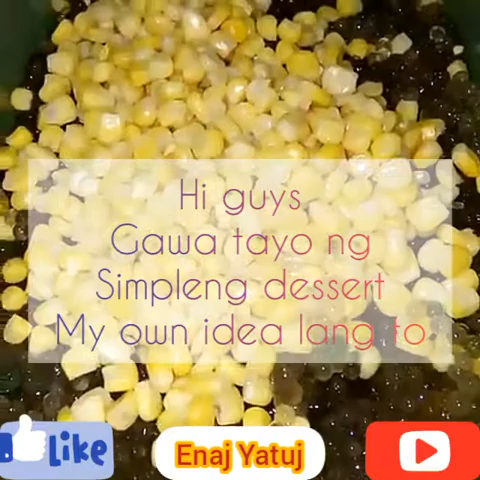 Hi guys
Gawa tayo ng
Simpleng dessert
My own idea lang to
Like
Enaj Yatuj